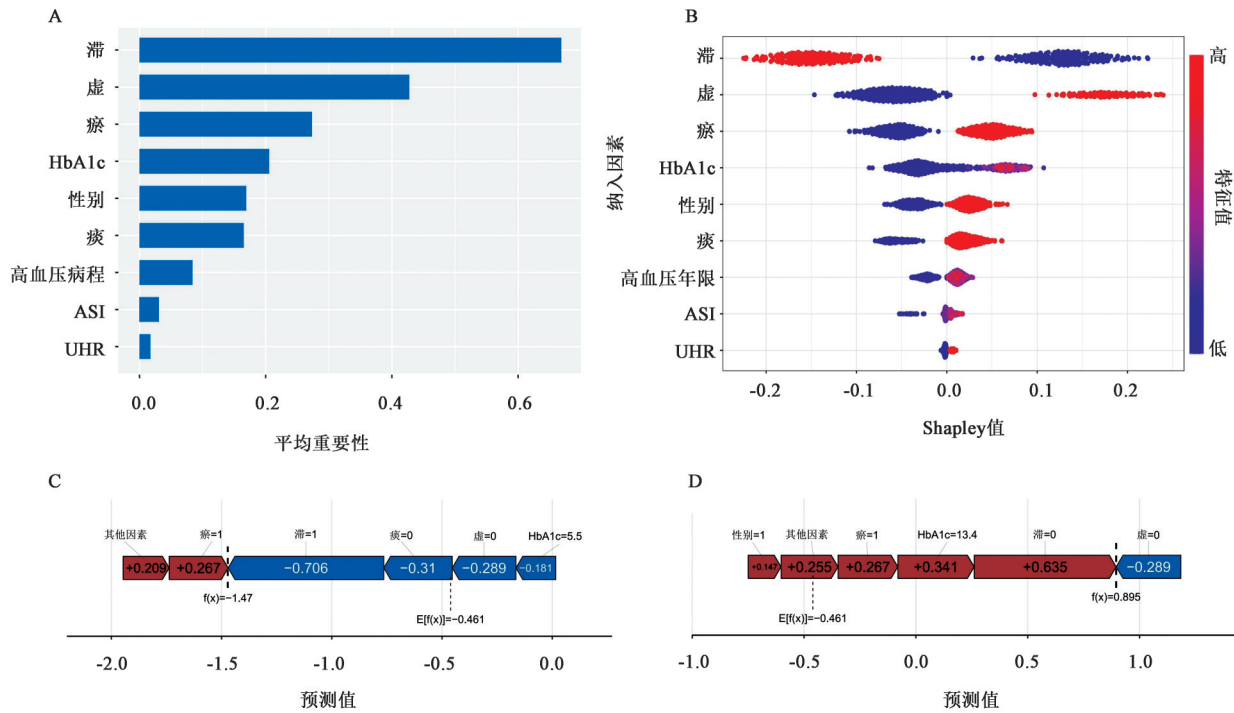 A
滞
虚
瘀
HbA1c
性别
痰
高血压病程
ASI
UHR
0.0 0.2 0.4 0.6
平均重要性
B
纳入因素
滞
虚
瘀
HbA1c
性别
痰
高血压年限
ASI
UHR
-0.2 -0.1 0.0 0.1 0.2
Shapley值
高
特征值
低
C
其他因素 瘀=1 滞=1 痰=0 虚=0 HbA1c=5.5
+0.209 +0.267 −0.706 −0.31 −0.289 −0.181
f(x)=−1.47
E[f(x)]=−0.461
-2.0 -1.5 -1.0 -0.5 0.0
预测值
D
性别=1 其他因素 瘀=1 HbA1c=13.4 滞=0 虚=0
+0.147 +0.255 +0.267 +0.341 +0.635 −0.289
E[f(x)]=−0.461
f(x)=0.895
-1.0 -0.5 0.0 0.5 1.0
预测值